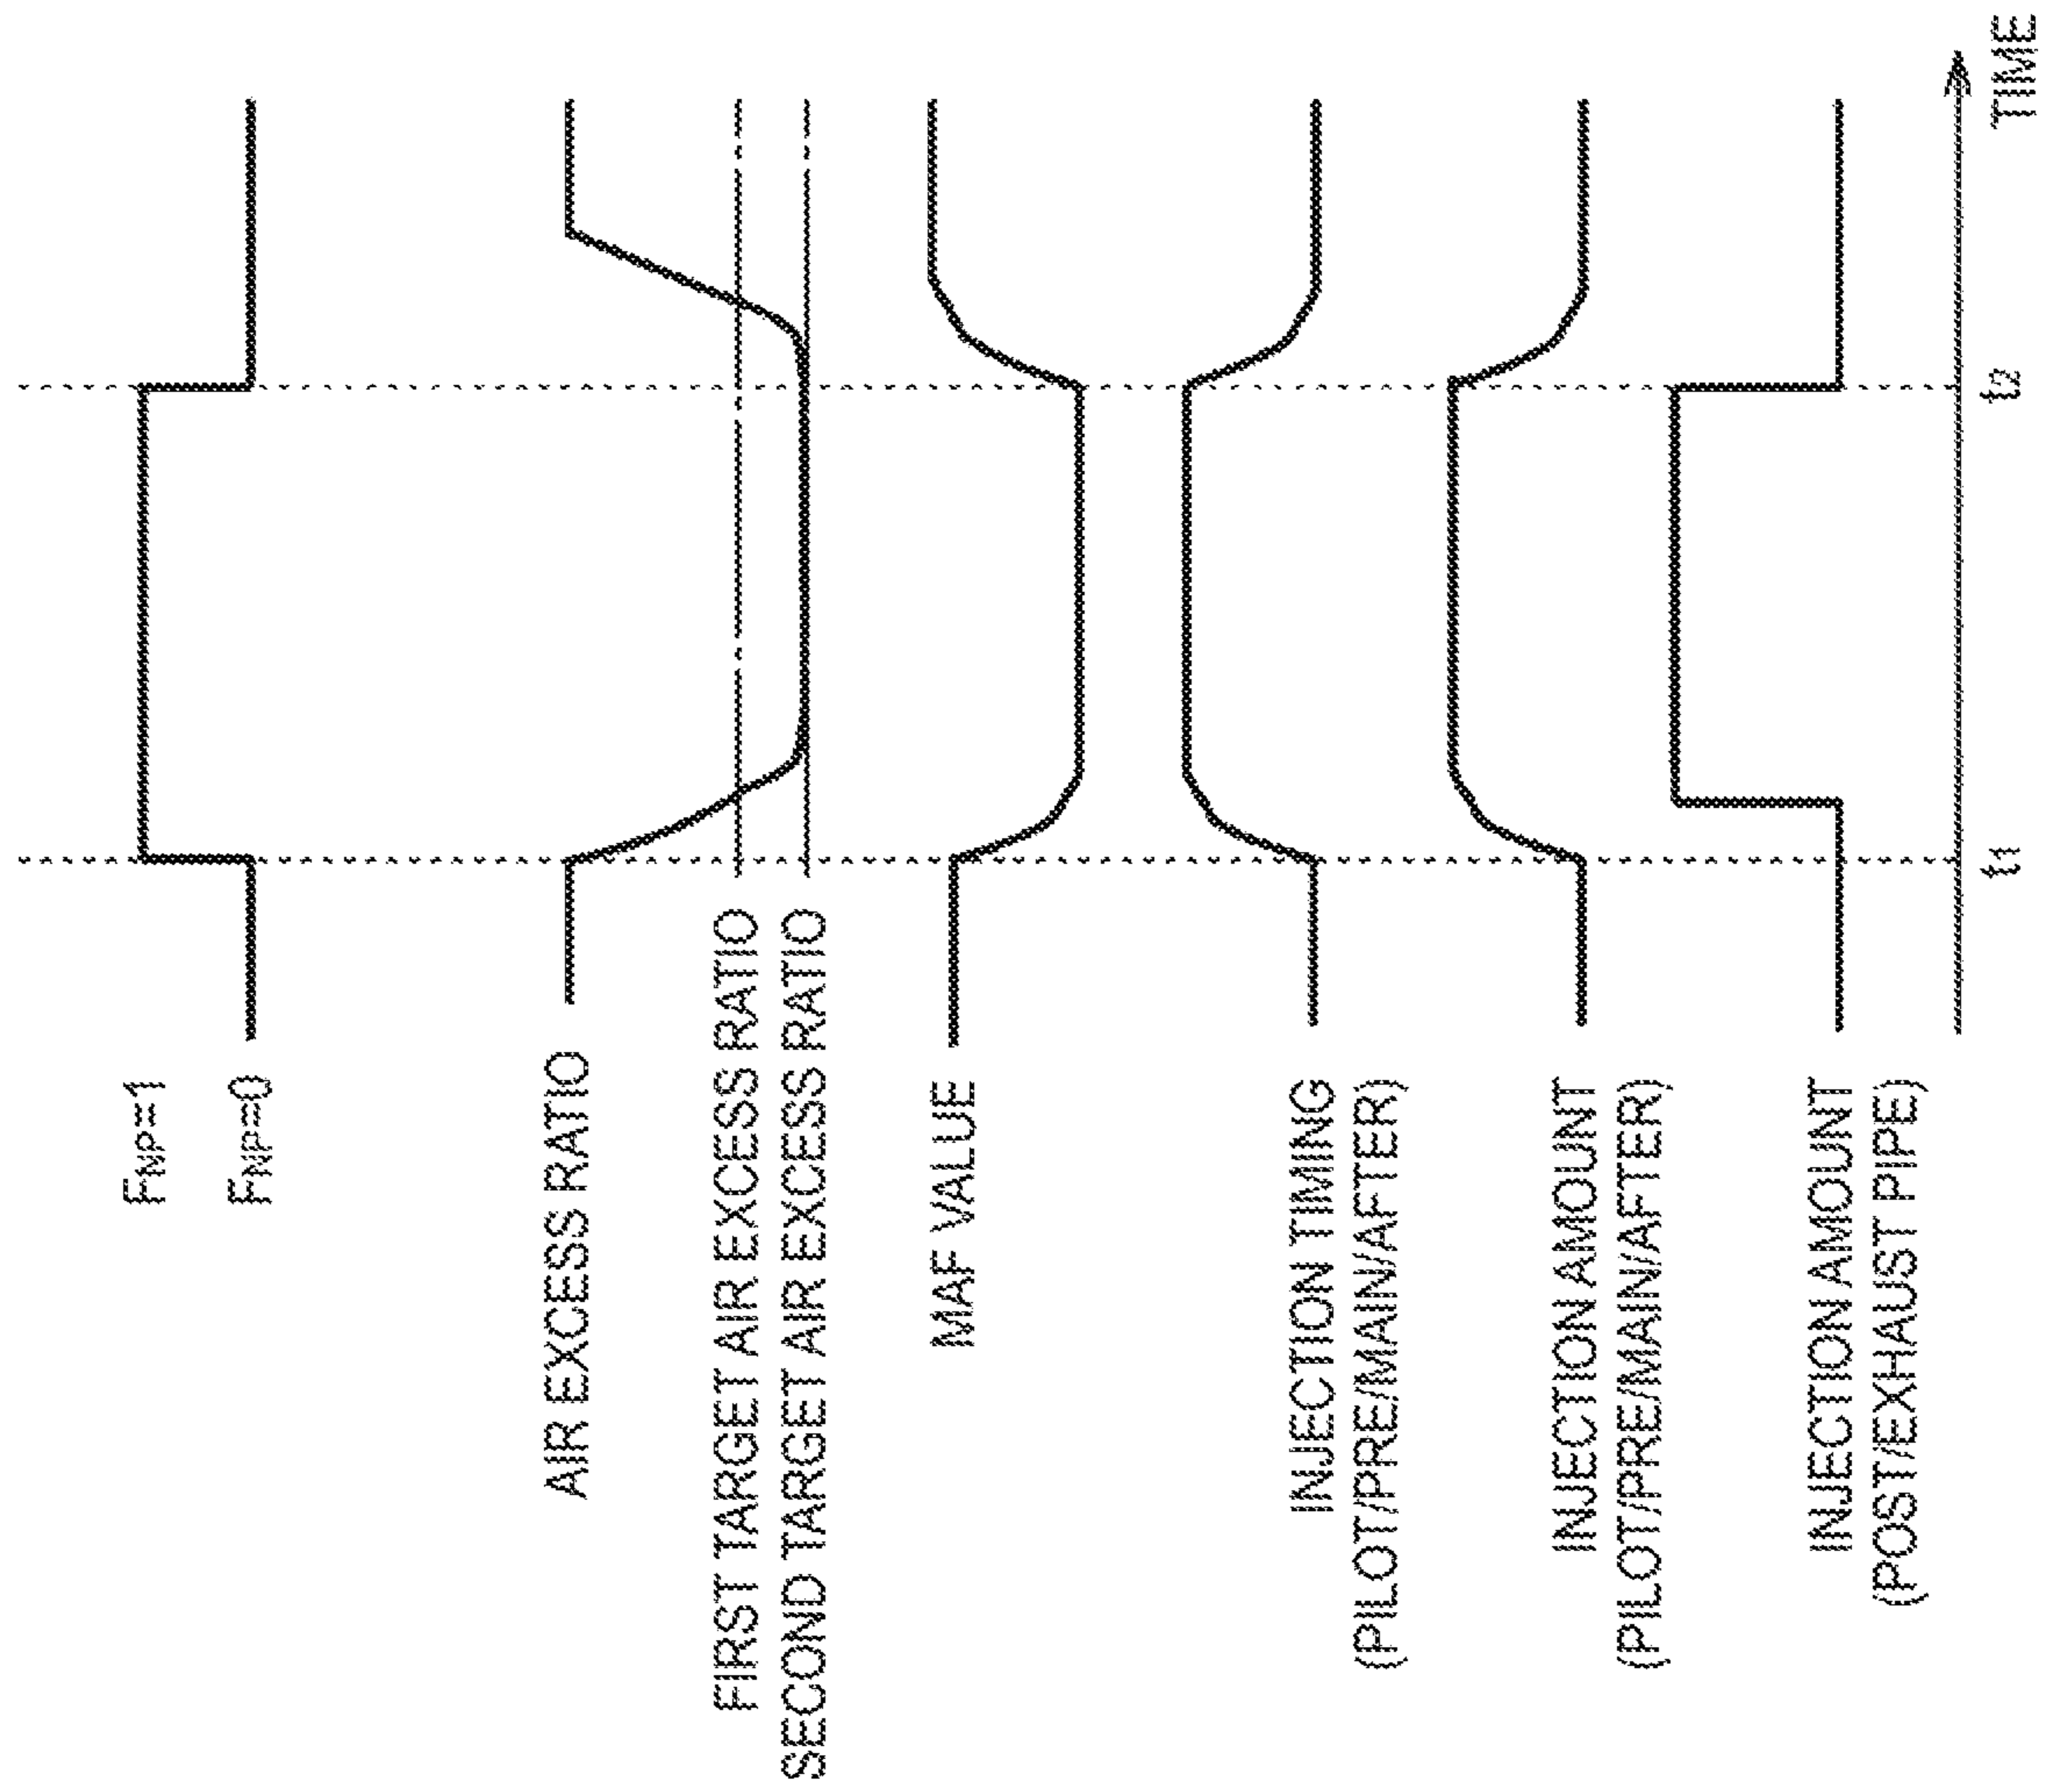 FNP=1
FNP=0
AIR EXCESS RATIO
FIRST TARGET AIR EXCESS RATIO
SECOND TARGET AIR EXCESS RATIO
MAF VALUE
INJECTION TIMING
(PILOT/PRE/MAIN/AFTER)
INJECTION AMOUNT
(PILOT/PRE/MAIN/AFTER)
INJECTION AMOUNT
(POST/EXHAUST PIPE)
t1
t2
TIME